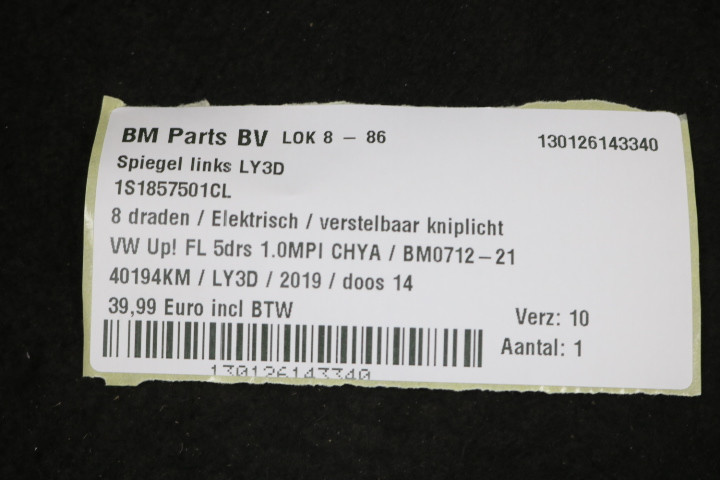 BM Parts BV LOK 8 – 86 130126143340
Spiegel links LY3D
1S1857501CL
8 draden / Elektrisch / verstelbaar kniplicht
VW Up! FL 5drs 1.0MPI CHYA / BM0712–21
40194KM / LY3D / 2019 / doos 14
39,99 Euro incl BTW
Verz: 10
Aantal: 1
130126143340